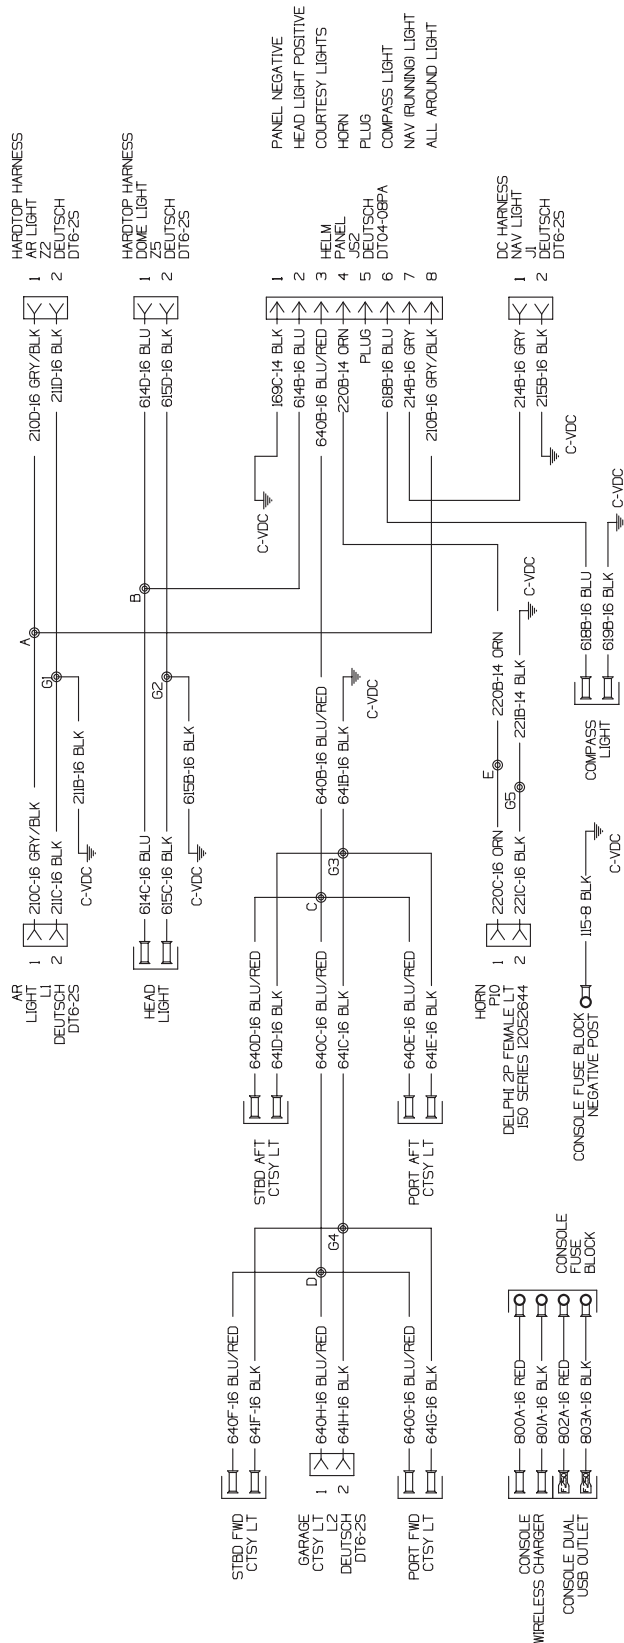 HARDTOP HARNESS
AR LIGHT
Z2
DEUTSCH
DT6-2S
1
2
210D-16 GRY/BLK
211D-16 BLK
A
G1
211B-16 BLK
C-VDC
210C-16 GRY/BLK
211C-16 BLK
1
2
AR
LIGHT
L1
DEUTSCH
DT6-2S
HARDTOP HARNESS
DOME LIGHT
Z5
DEUTSCH
DT6-2S
1
2
614D-16 BLU
615D-16 BLK
B
G2
615B-16 BLK
C-VDC
614C-16 BLU
615C-16 BLK
HEAD
LIGHT
PANEL NEGATIVE
HEAD LIGHT POSITIVE
COURTESY LIGHTS
HORN
PLUG
COMPASS LIGHT
NAV (RUNNING) LIGHT
ALL AROUND LIGHT
HELM
PANEL
JS2
DEUTSCH
DT04-08PA
1
2
3
4
5
6
7
8
169C-14 BLK
614B-16 BLU
640B-16 BLU/RED
220B-14 ORN
PLUG
618B-16 BLU
214B-16 GRY
210B-16 GRY/BLK
C-VDC
640B-16 BLU/RED
641B-16 BLK
C-VDC
G3
C
640D-16 BLU/RED
641D-16 BLK
640C-16 BLU/RED
641C-16 BLK
640E-16 BLU/RED
641E-16 BLK
STBD AFT
CTSY LT
PORT AFT
CTSY LT
G4
D
640F-16 BLU/RED
641F-16 BLK
640H-16 BLU/RED
641H-16 BLK
640G-16 BLU/RED
641G-16 BLK
STBD FWD
CTSY LT
1
2
GARAGE
CTSY LT
L2
DEUTSCH
DT6-2S
PORT FWD
CTSY LT
DC HARNESS
NAV LIGHT
J1
DEUTSCH
DT6-2S
1
2
214B-16 GRY
215B-16 BLK
C-VDC
220B-14 ORN
221B-14 BLK
C-VDC
E
G5
220C-16 ORN
221C-16 BLK
1
2
HORN
P10
DELPHI 2P FEMALE LT
150 SERIES 12052644
618B-16 BLU
619B-16 BLK
C-VDC
COMPASS
LIGHT
C-VDC
115-8 BLK
CONSOLE FUSE BLOCK
NEGATIVE POST
CONSOLE
FUSE
BLOCK
800A-16 RED
801A-16 BLK
802A-16 RED
803A-16 BLK
F.250
F.250
CONSOLE
WIRELESS CHARGER
CONSOLE DUAL
USB OUTLET